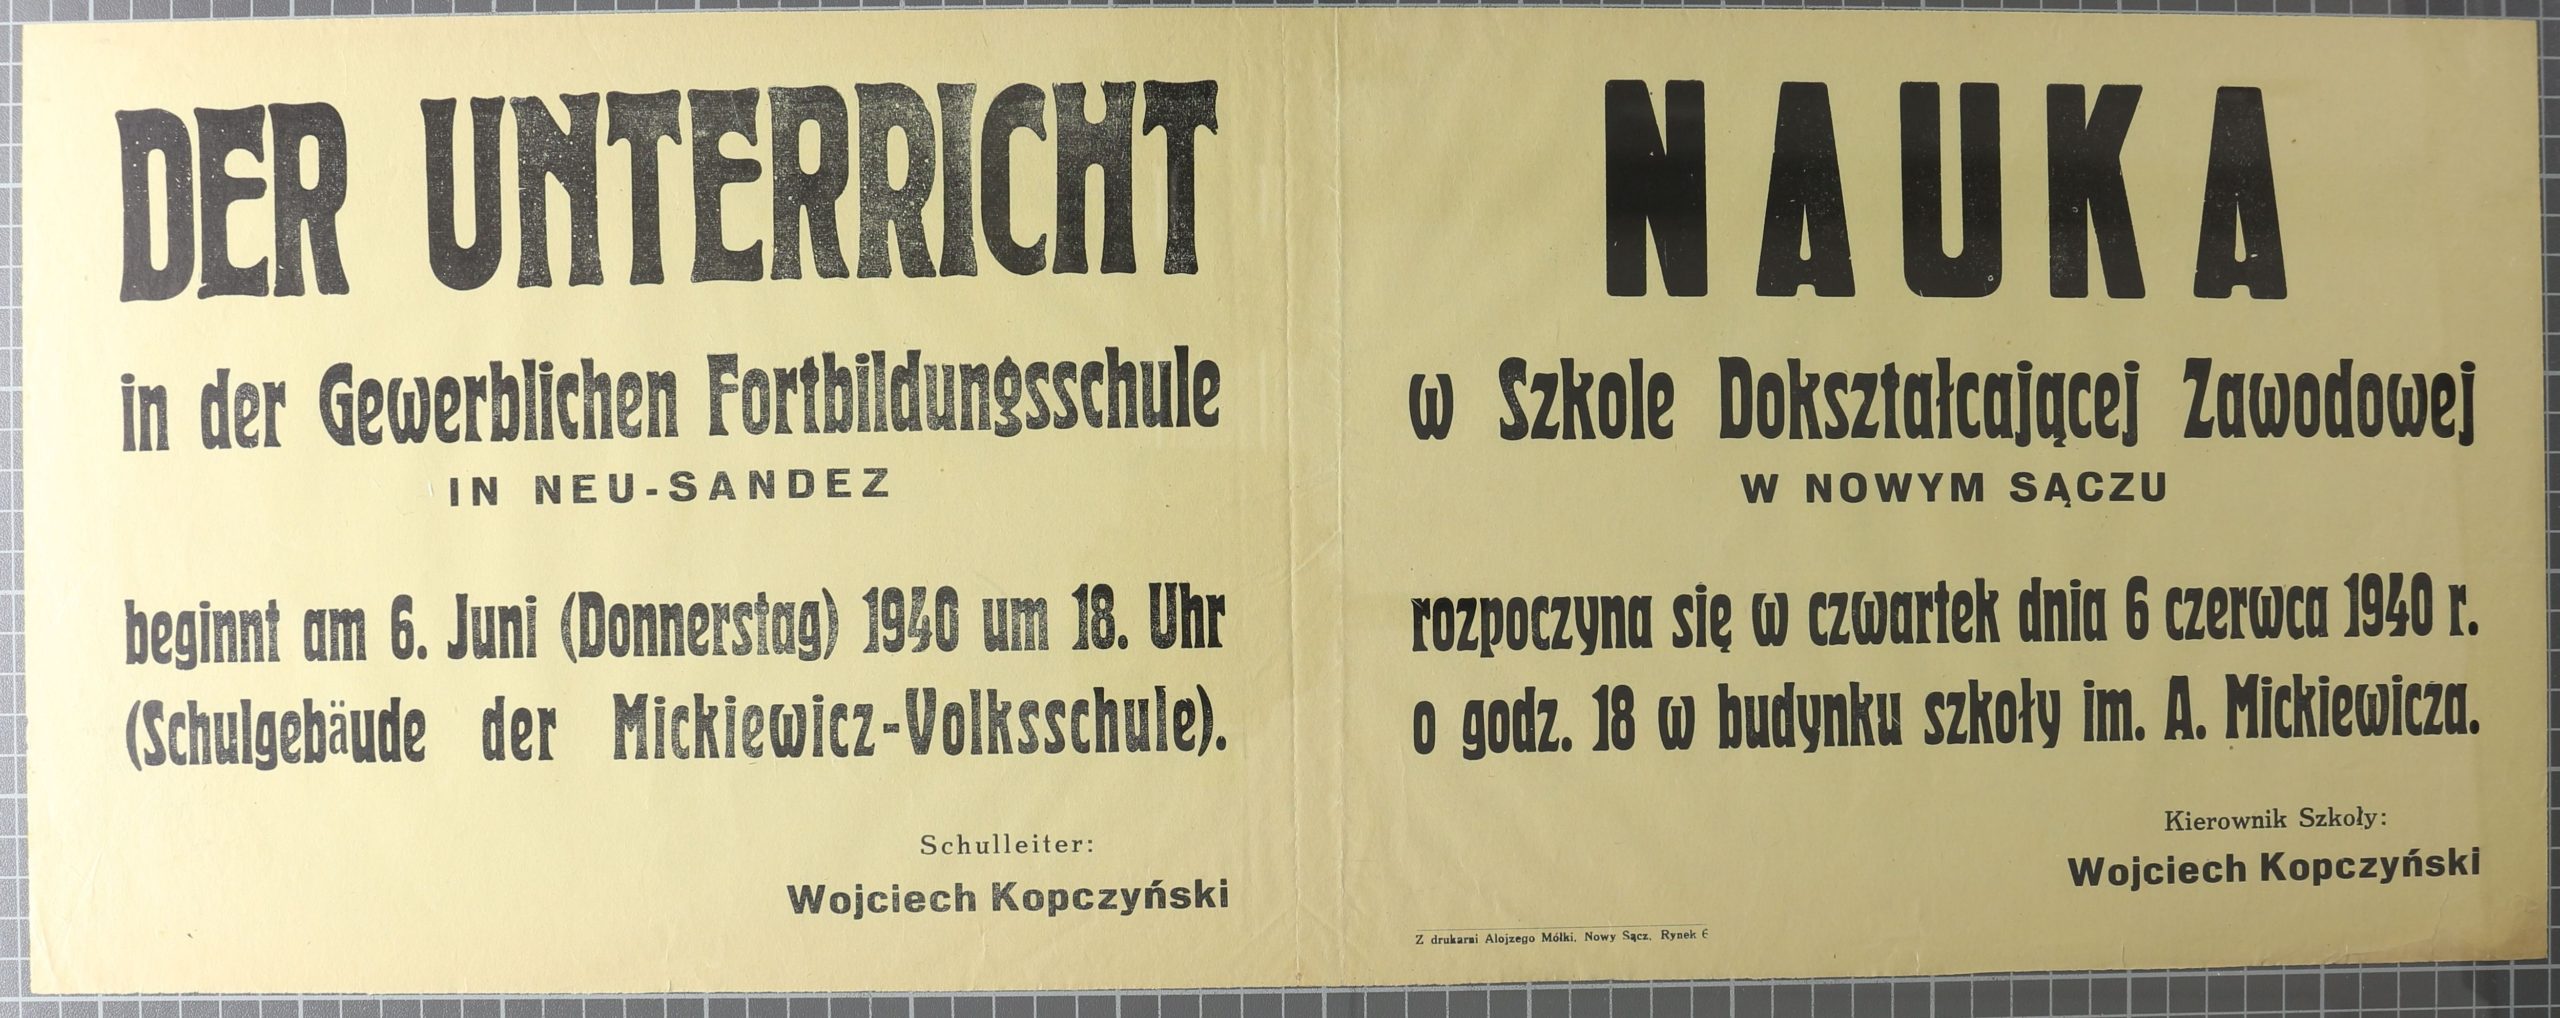 DER UNTERRICHT
in der Gewerblichen Fortbildungsschule
IN NEU-SANDEZ
beginnt am 6. Juni (Donnerstag) 1940 um 18. Uhr
(Schulgebäude der Mickiewicz-Volksschule).
Schulleiter:
Wojciech Kopczyński
NAUKA
w Szkole Dokształcającej Zawodowej
W NOWYM SĄCZU
rozpoczyna się w czwartek dnia 6 czerwca 1940 r.
o godz. 18 w budynku szkoły im. A. Mickiewicza.
Kierownik Szkoły:
Wojciech Kopczyński
Z drukarni Alojzego Mółki, Nowy Sącz, Rynek 6